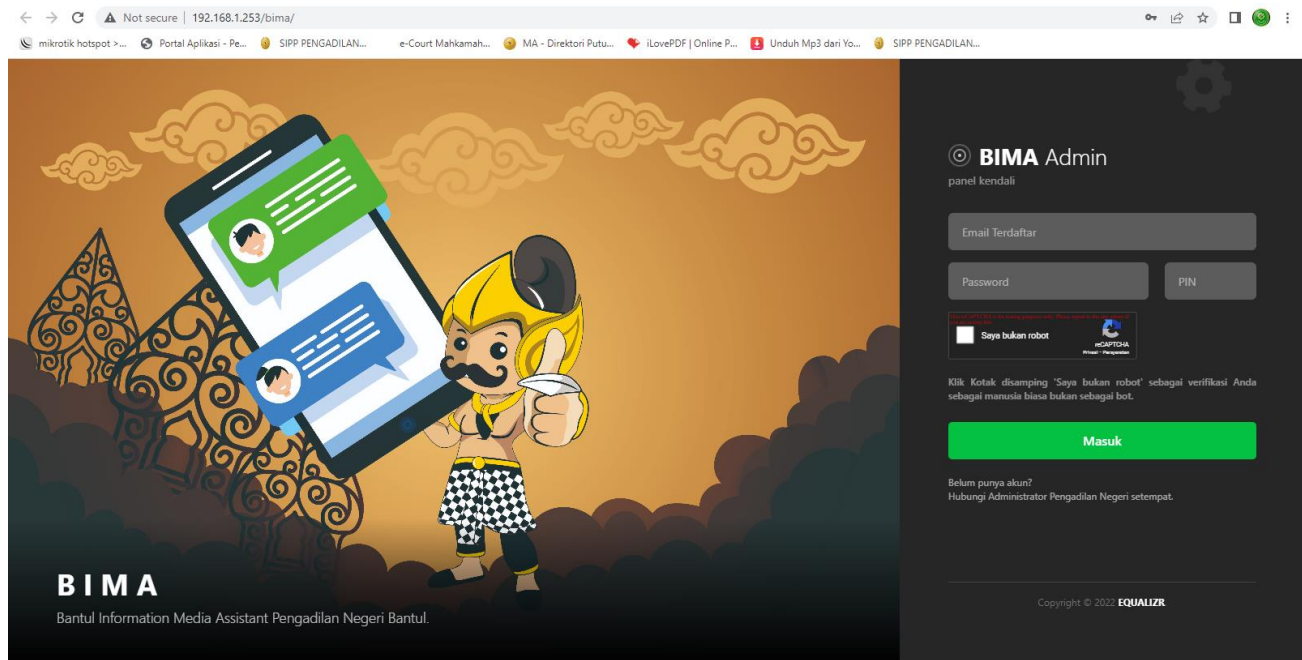 Not secure | 192.168.1.253/bima/
mikrotik hotspot >... Portal Aplikasi - Pe... SIPP PENGADILAN... e-Court Mahkamah... MA - Direktori Putu... iLovePDF | Online P... Unduh Mp3 dari Yo... SIPP PENGADILAN...
BIMA Admin
panel kendali
Email Terdaftar
Password PIN
Saya bukan robot
reCAPTCHA
Privasi - Persyaratan
Klik Kotak disamping 'Saya bukan robot' sebagai verifikasi Anda
sebagai manusia biasa bukan sebagai bot.
Masuk
Belum punya akun?
Hubungi Administrator Pengadilan Negeri setempat.
BIMA
Bantul Information Media Assistant Pengadilan Negeri Bantul.
Copyright © 2022 EQUALIZR